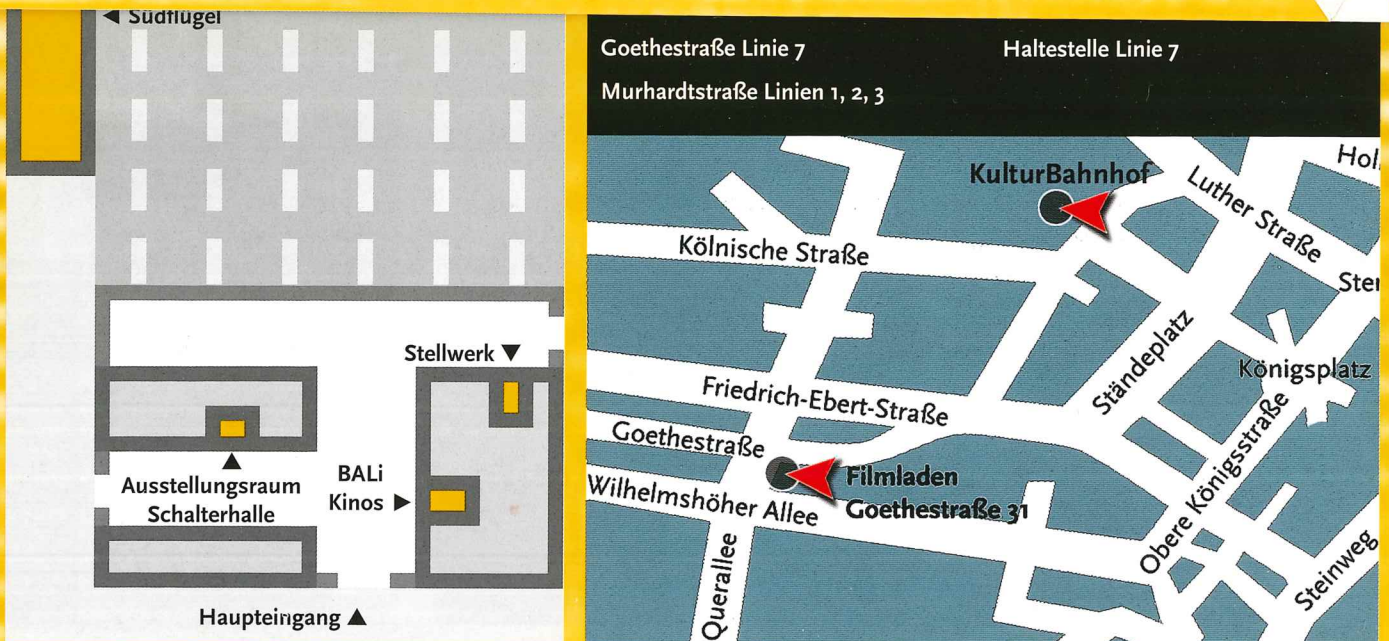 ◄ Südflügel
Stellwerk ▼
▲
Ausstellungsraum
Schalterhalle
BALi
Kinos ►
Haupteingang ▲
Goethestraße Linie 7
Haltestelle Linie 7
Murhardtstraße Linien 1, 2, 3
KulturBahnhof
Luther Straße
Kölnische Straße
Ständeplatz
Königsplatz
Friedrich-Ebert-Straße
Goethestraße
Filmladen
Goethestraße 31
Wilhelmshöher Allee
Obere Königsstraße
Querallee
Steinweg